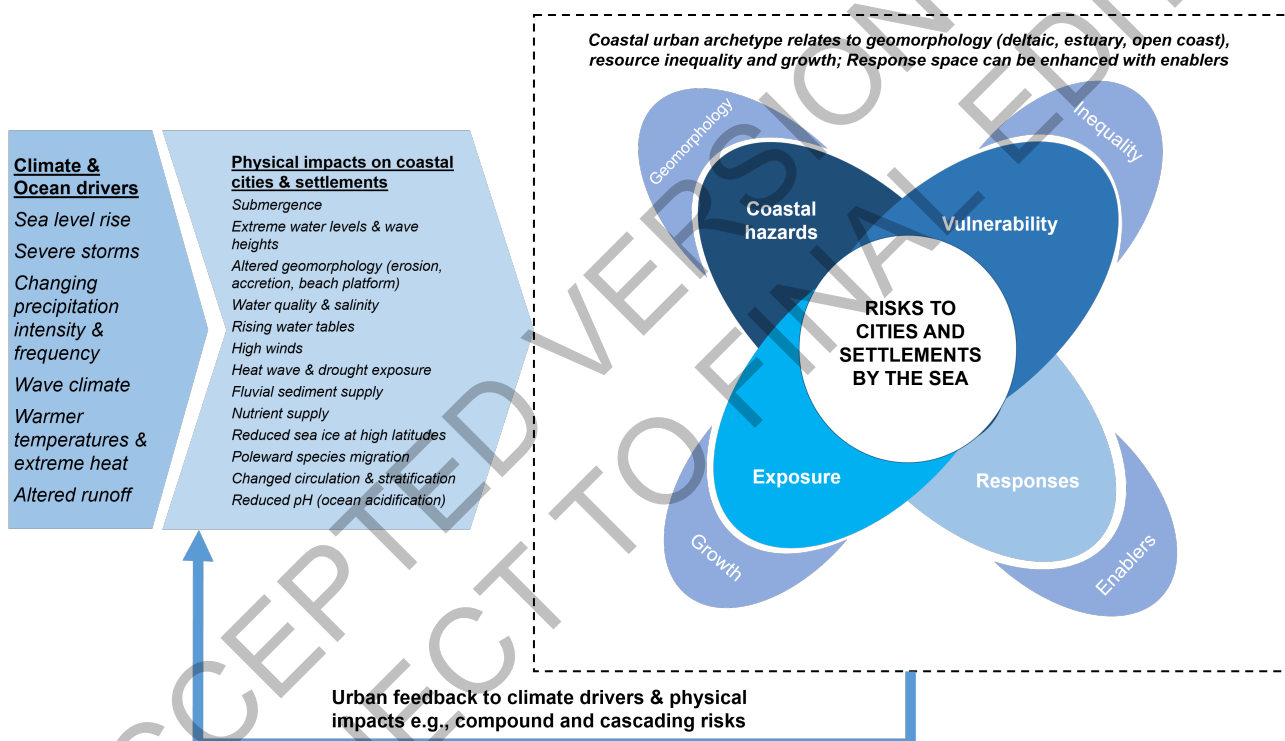 Coastal urban archetype relates to geomorphology (deltaic, estuary, open coast),
resource inequality and growth; Response space can be enhanced with enablers
Climate &
Ocean drivers
Sea level rise
Severe storms
Changing
precipitation
intensity &
frequency
Wave climate
Warmer
temperatures &
extreme heat
Altered runoff
Physical impacts on coastal
cities & settlements
Submergence
Extreme water levels & wave
heights
Altered geomorphology (erosion,
accretion, beach platform)
Water quality & salinity
Rising water tables
High winds
Heat wave & drought exposure
Fluvial sediment supply
Nutrient supply
Reduced sea ice at high latitudes
Poleward species migration
Changed circulation & stratification
Reduced pH (ocean acidification)
Geomorphology
Inequality
Coastal
hazards
Vulnerability
RISKS TO
CITIES AND
SETTLEMENTS
BY THE SEA
Exposure
Responses
Growth
Enablers
Urban feedback to climate drivers & physical
impacts e.g., compound and cascading risks
CCEPTED VERSION
JECT TO FINAL EDI